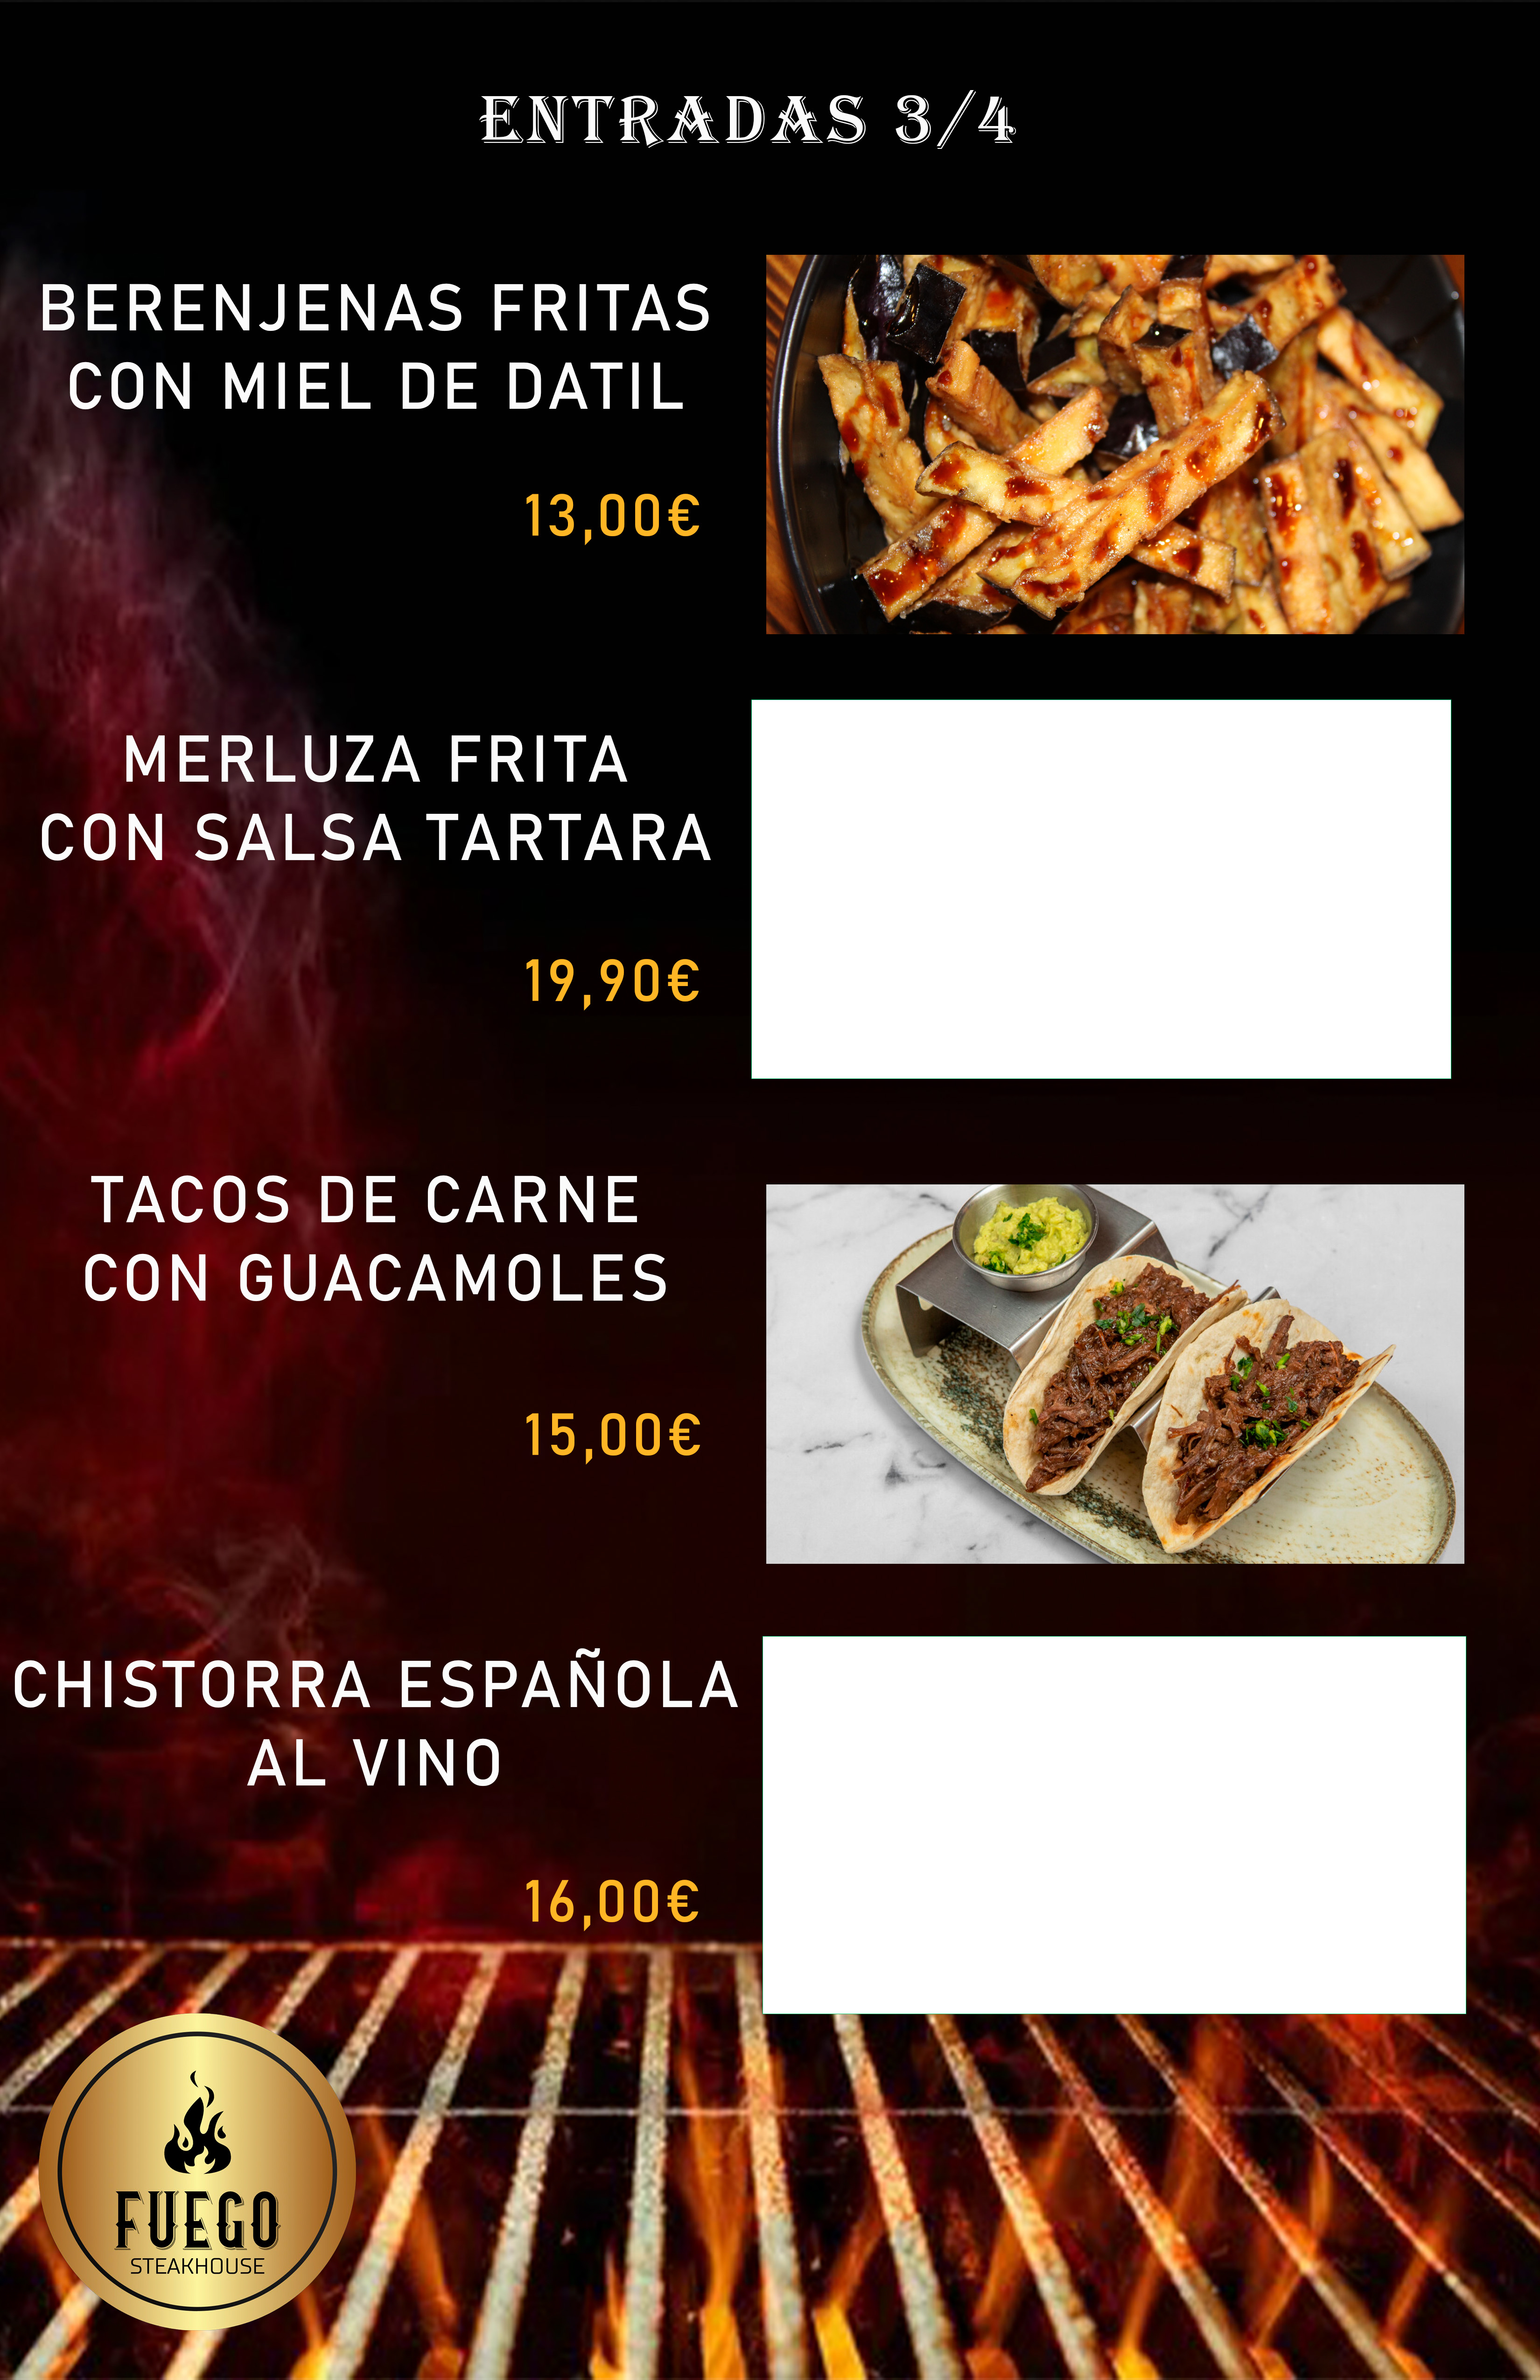 ENTRADAS 3/4
BERENJENAS FRITAS
CON MIEL DE DATIL
13,00€
MERLUZA FRITA
CON SALSA TARTARA
19,90€
TACOS DE CARNE
CON GUACAMOLES
15,00€
CHISTORRA ESPAÑOLA
AL VINO
16,00€
FUEGO
STEAKHOUSE